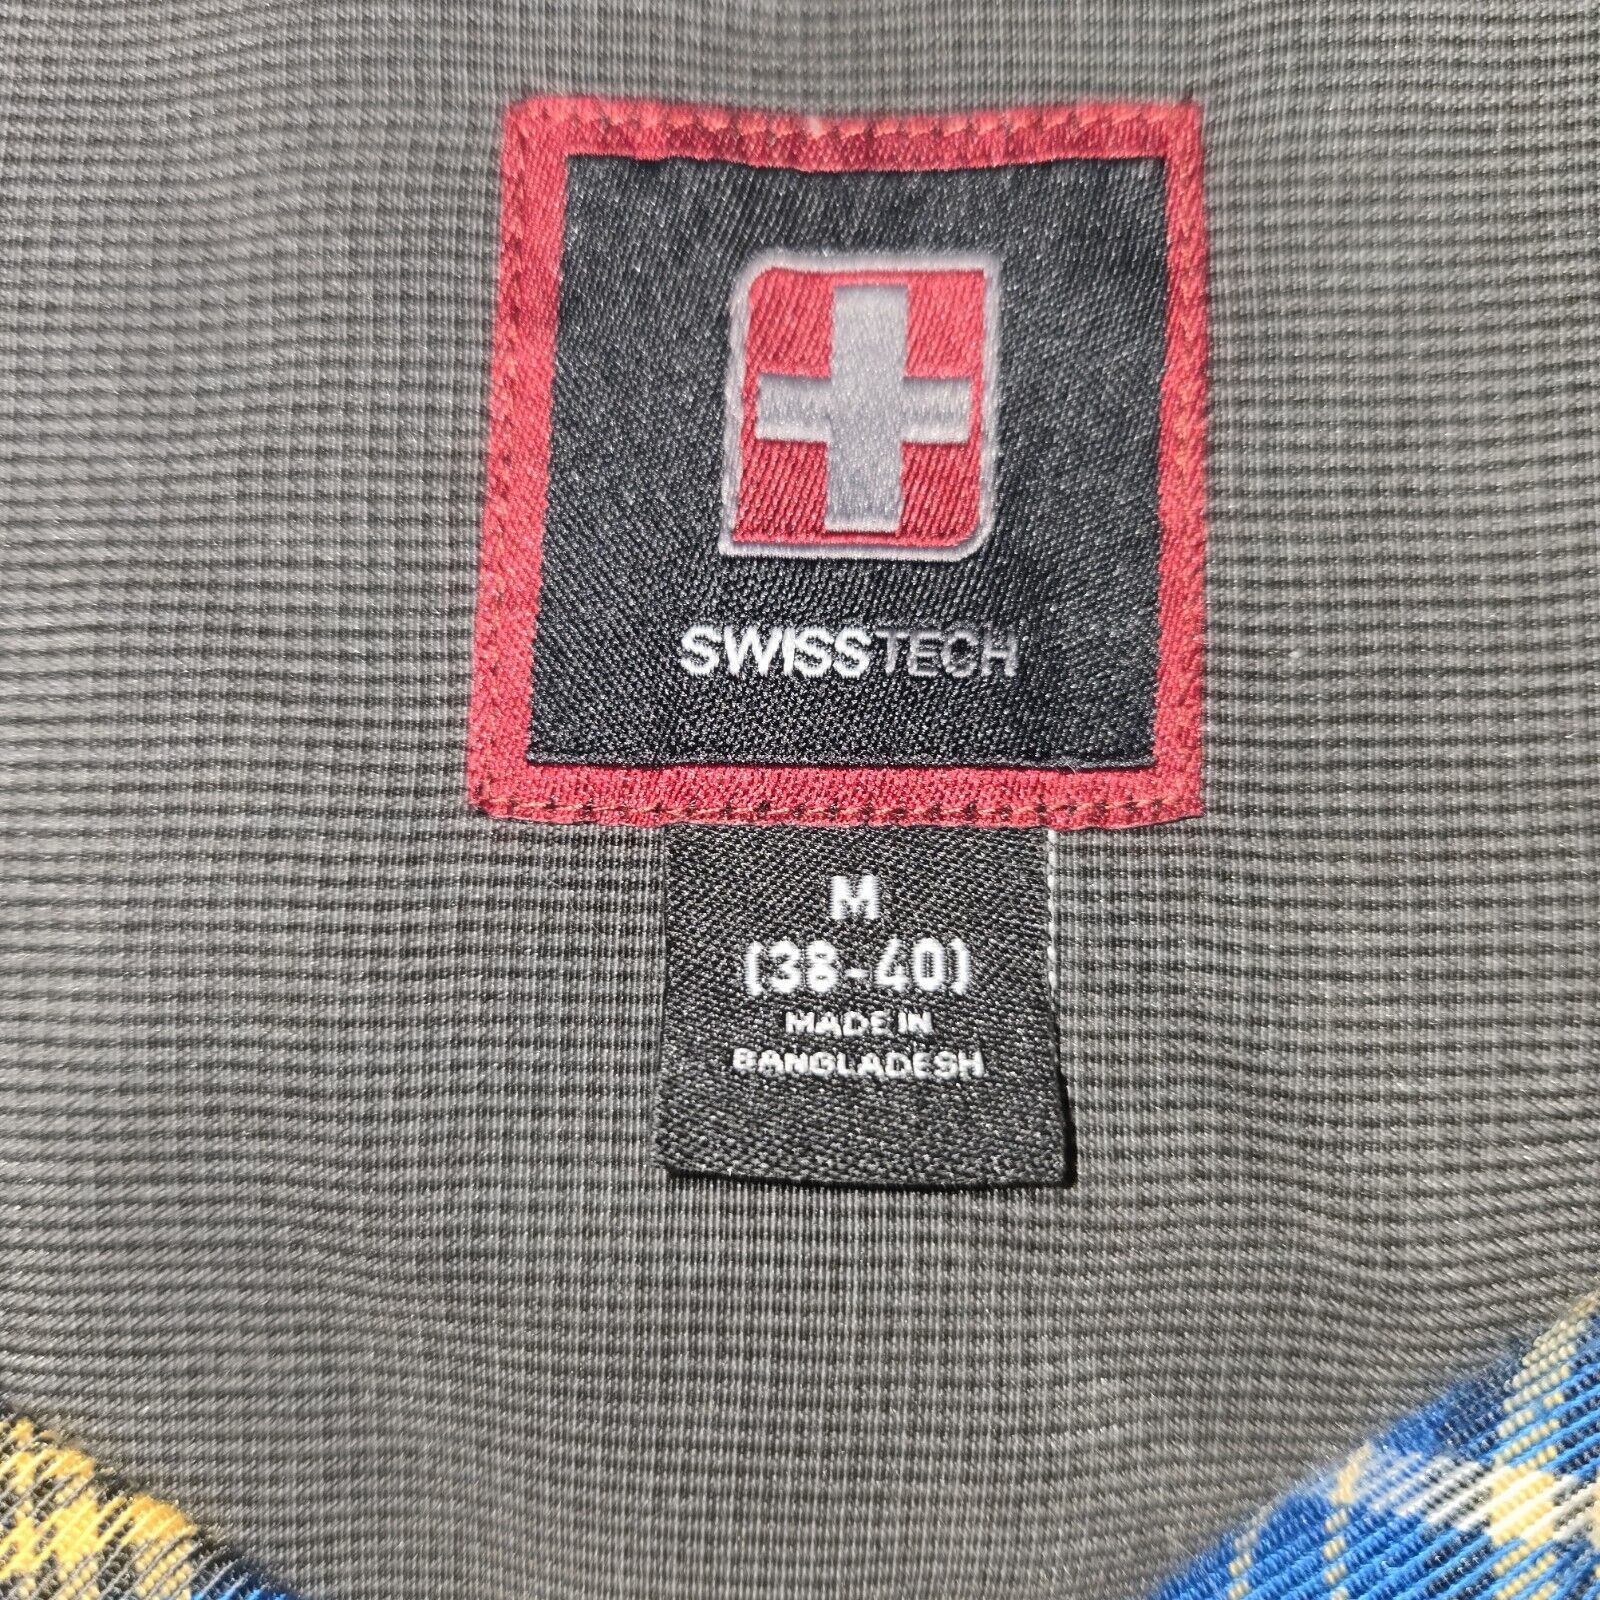 SWISSTECH
M
(38-40)
MADE IN
BANGLADESH